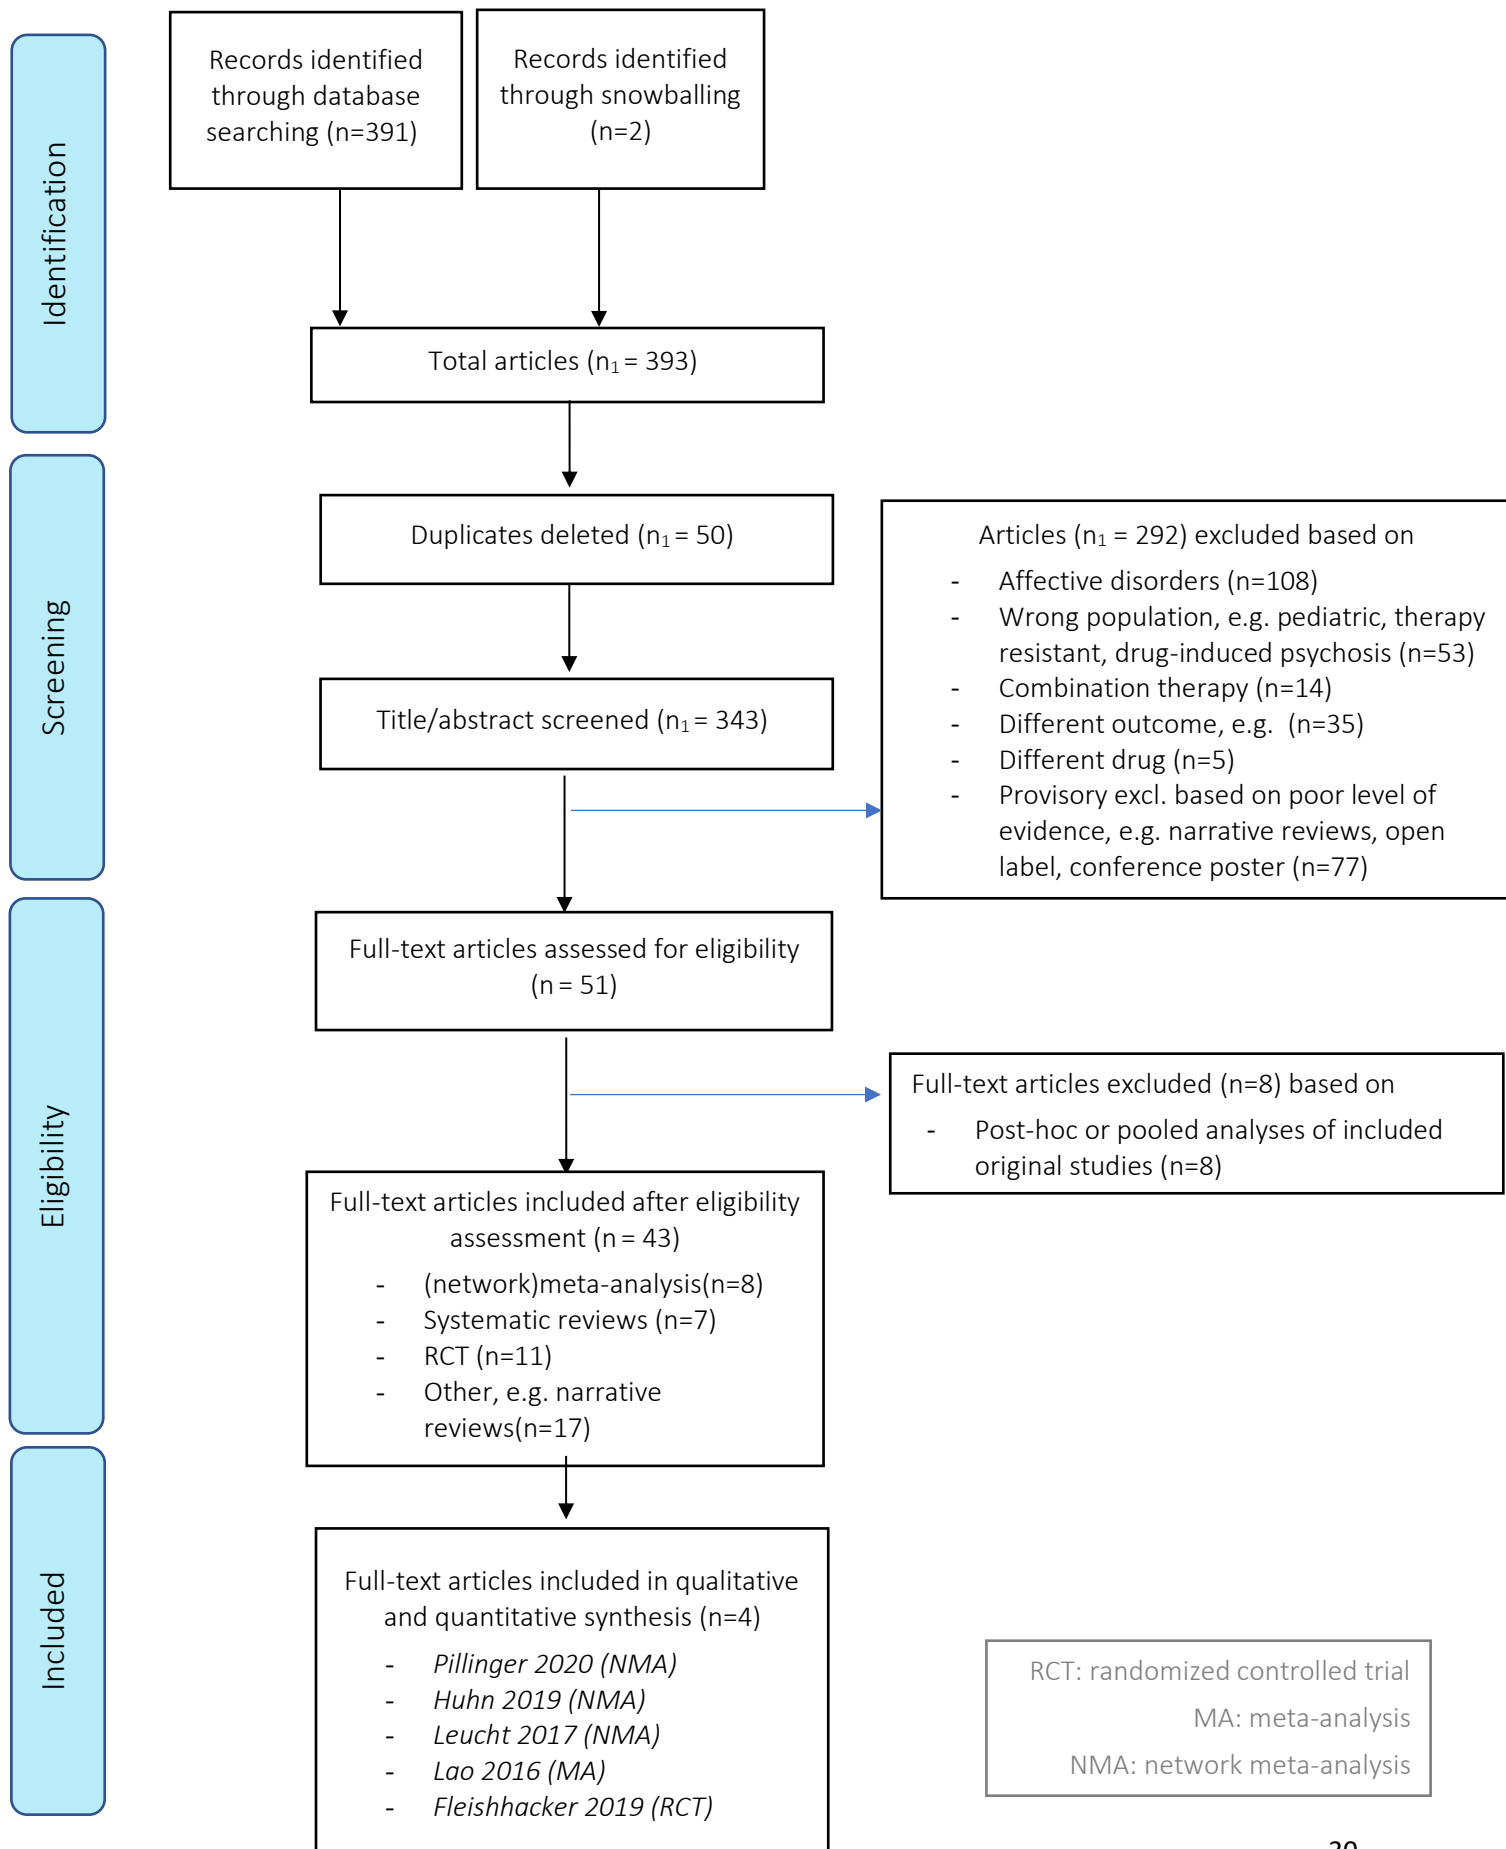 Identification
Records identified
through database
searching (n=391)
Records identified
through snowballing
(n=2)
Total articles (n₁ = 393)
Screening
Duplicates deleted (n₁ = 50)
Title/abstract screened (n₁ = 343)
Articles (n₁ = 292) excluded based on
- Affective disorders (n=108)
- Wrong population, e.g. pediatric, therapy
resistant, drug-induced psychosis (n=53)
- Combination therapy (n=14)
- Different outcome, e.g. (n=35)
- Different drug (n=5)
- Provisory excl. based on poor level of
evidence, e.g. narrative reviews, open
label, conference poster (n=77)
Eligibility
Full-text articles assessed for eligibility
(n = 51)
Full-text articles excluded (n=8) based on
- Post-hoc or pooled analyses of included
original studies (n=8)
Full-text articles included after eligibility
assessment (n = 43)
- (network)meta-analysis(n=8)
- Systematic reviews (n=7)
- RCT (n=11)
- Other, e.g. narrative
reviews(n=17)
Included
Full-text articles included in qualitative
and quantitative synthesis (n=4)
- Pillinger 2020 (NMA)
- Huhn 2019 (NMA)
- Leucht 2017 (NMA)
- Lao 2016 (MA)
- Fleishhacker 2019 (RCT)
RCT: randomized controlled trial
MA: meta-analysis
NMA: network meta-analysis